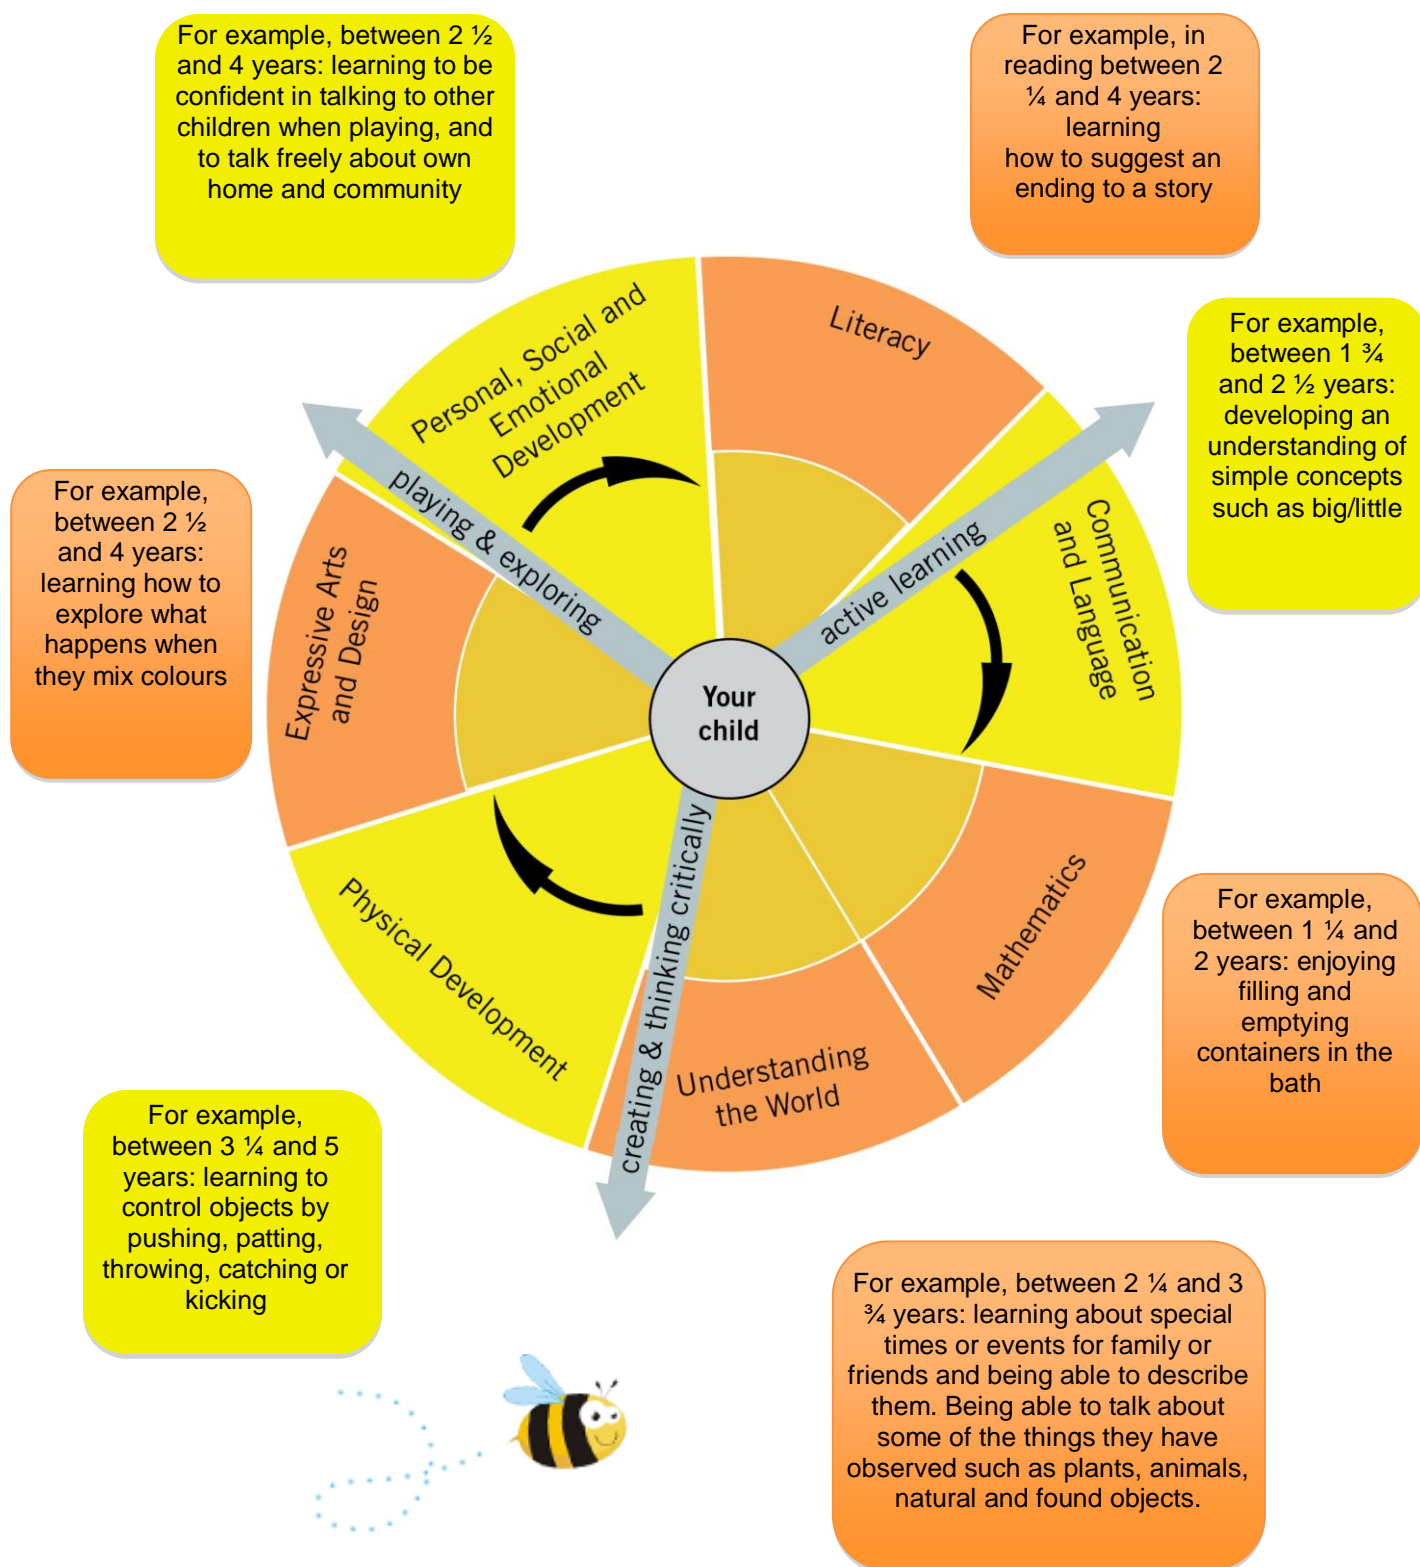 For example, between 2 ½
and 4 years: learning to be
confident in talking to other
children when playing, and
to talk freely about own
home and community
For example, in
reading between 2
¼ and 4 years:
learning
how to suggest an
ending to a story
For example,
between 1 ¾
and 2 ½ years:
developing an
understanding of
simple concepts
such as big/little
For example,
between 2 ½
and 4 years:
learning how to
explore what
happens when
they mix colours
Personal, Social and
Emotional
Development
Literacy
Communication
and Language
Expressive Arts
and Design
playing & exploring
active learning
Your
child
creating & thinking critically
Physical Development
Mathematics
Understanding
the World
For example,
between 1 ¼ and
2 years: enjoying
filling and
emptying
containers in the
bath
For example,
between 3 ¼ and 5
years: learning to
control objects by
pushing, patting,
throwing, catching or
kicking
For example, between 2 ¼ and 3
¾ years: learning about special
times or events for family or
friends and being able to describe
them. Being able to talk about
some of the things they have
observed such as plants, animals,
natural and found objects.